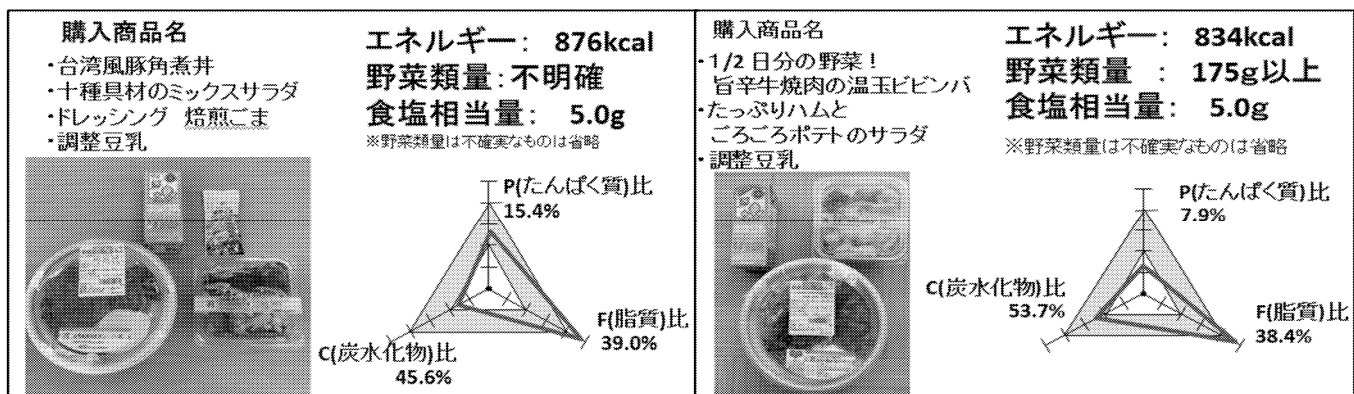 購入商品名
・台湾風豚角煮丼
・十種具材のミックスサラダ
・ドレッシング 焙煎ごま
・調整豆乳
エネルギー: 876kcal
野菜類量:不明確
食塩相当量: 5.0g
※野菜類量は不確実なものは省略
P(たんぱく質)比
15.4%
F(脂質)比
39.0%
C(炭水化物)比
45.6%
購入商品名
・1/2 日分の野菜!
旨辛牛焼肉の温玉ビビンバ
・たっぷりハムと
ごろごろポテトのサラダ
・調整豆乳
エネルギー: 834kcal
野菜類量 : 175g以上
食塩相当量: 5.0g
※野菜類量は不確実なものは省略
P(たんぱく質)比
7.9%
C(炭水化物)比
53.7%
F(脂質)比
38.4%